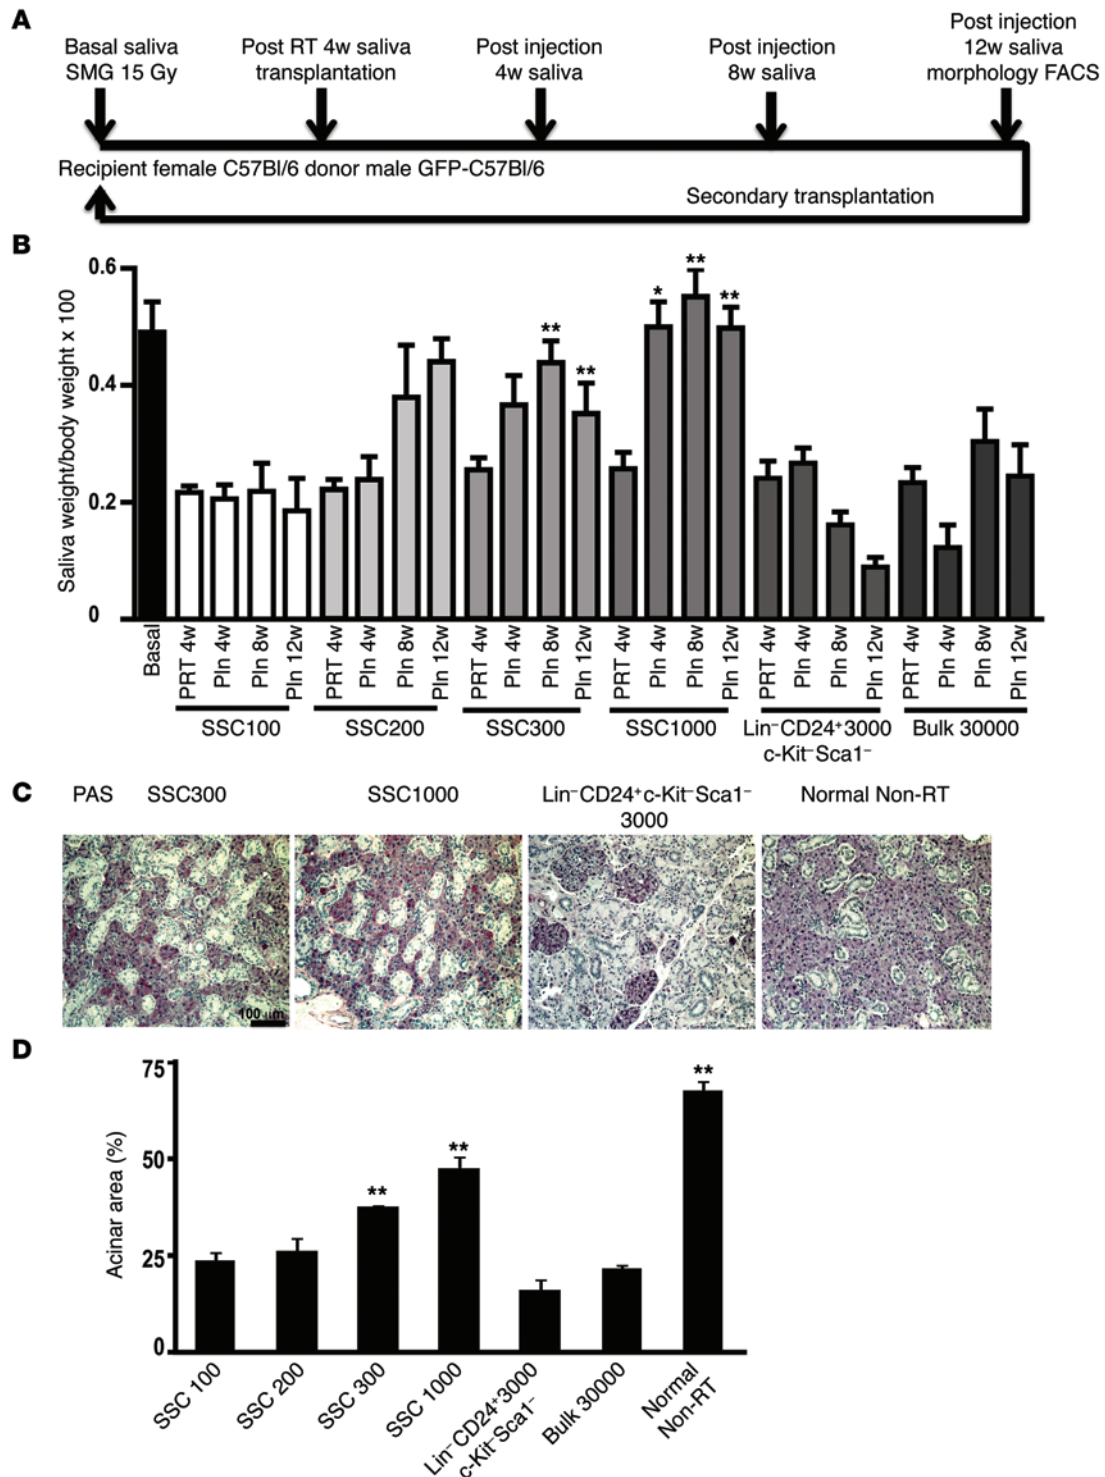 A
Basal saliva
SMG 15 Gy
Post RT 4w saliva
transplantation
Post injection
4w saliva
Post injection
8w saliva
Post injection
12w saliva
morphology FACS
Recipient female C57Bl/6 donor male GFP-C57Bl/6
Secondary transplantation
B
Saliva weight/body weight x 100
0.6
0.4
0.2
0
*
**
**
**
**
Basal
PRT 4w
PIn 4w
PIn 8w
PIn 12w
PRT 4w
PIn 4w
PIn 8w
PIn 12w
PRT 4w
PIn 4w
PIn 8w
PIn 12w
PRT 4w
PIn 4w
PIn 8w
PIn 12w
PRT 4w
PIn 4w
PIn 8w
PIn 12w
PRT 4w
PIn 4w
PIn 8w
PIn 12w
SSC100
SSC200
SSC300
SSC1000
Lin⁻CD24⁺3000
c-Kit⁻Sca1⁻
Bulk 30000
C
PAS
SSC300
SSC1000
Lin⁻CD24⁺c-Kit⁻Sca1⁻
3000
Normal Non-RT
100 μm
D
Acinar area (%)
75
50
25
0
**
**
**
SSC 100
SSC 200
SSC 300
SSC 1000
Lin⁻CD24⁺3000
c-Kit⁻Sca1⁻
Bulk 30000
Normal
Non-RT